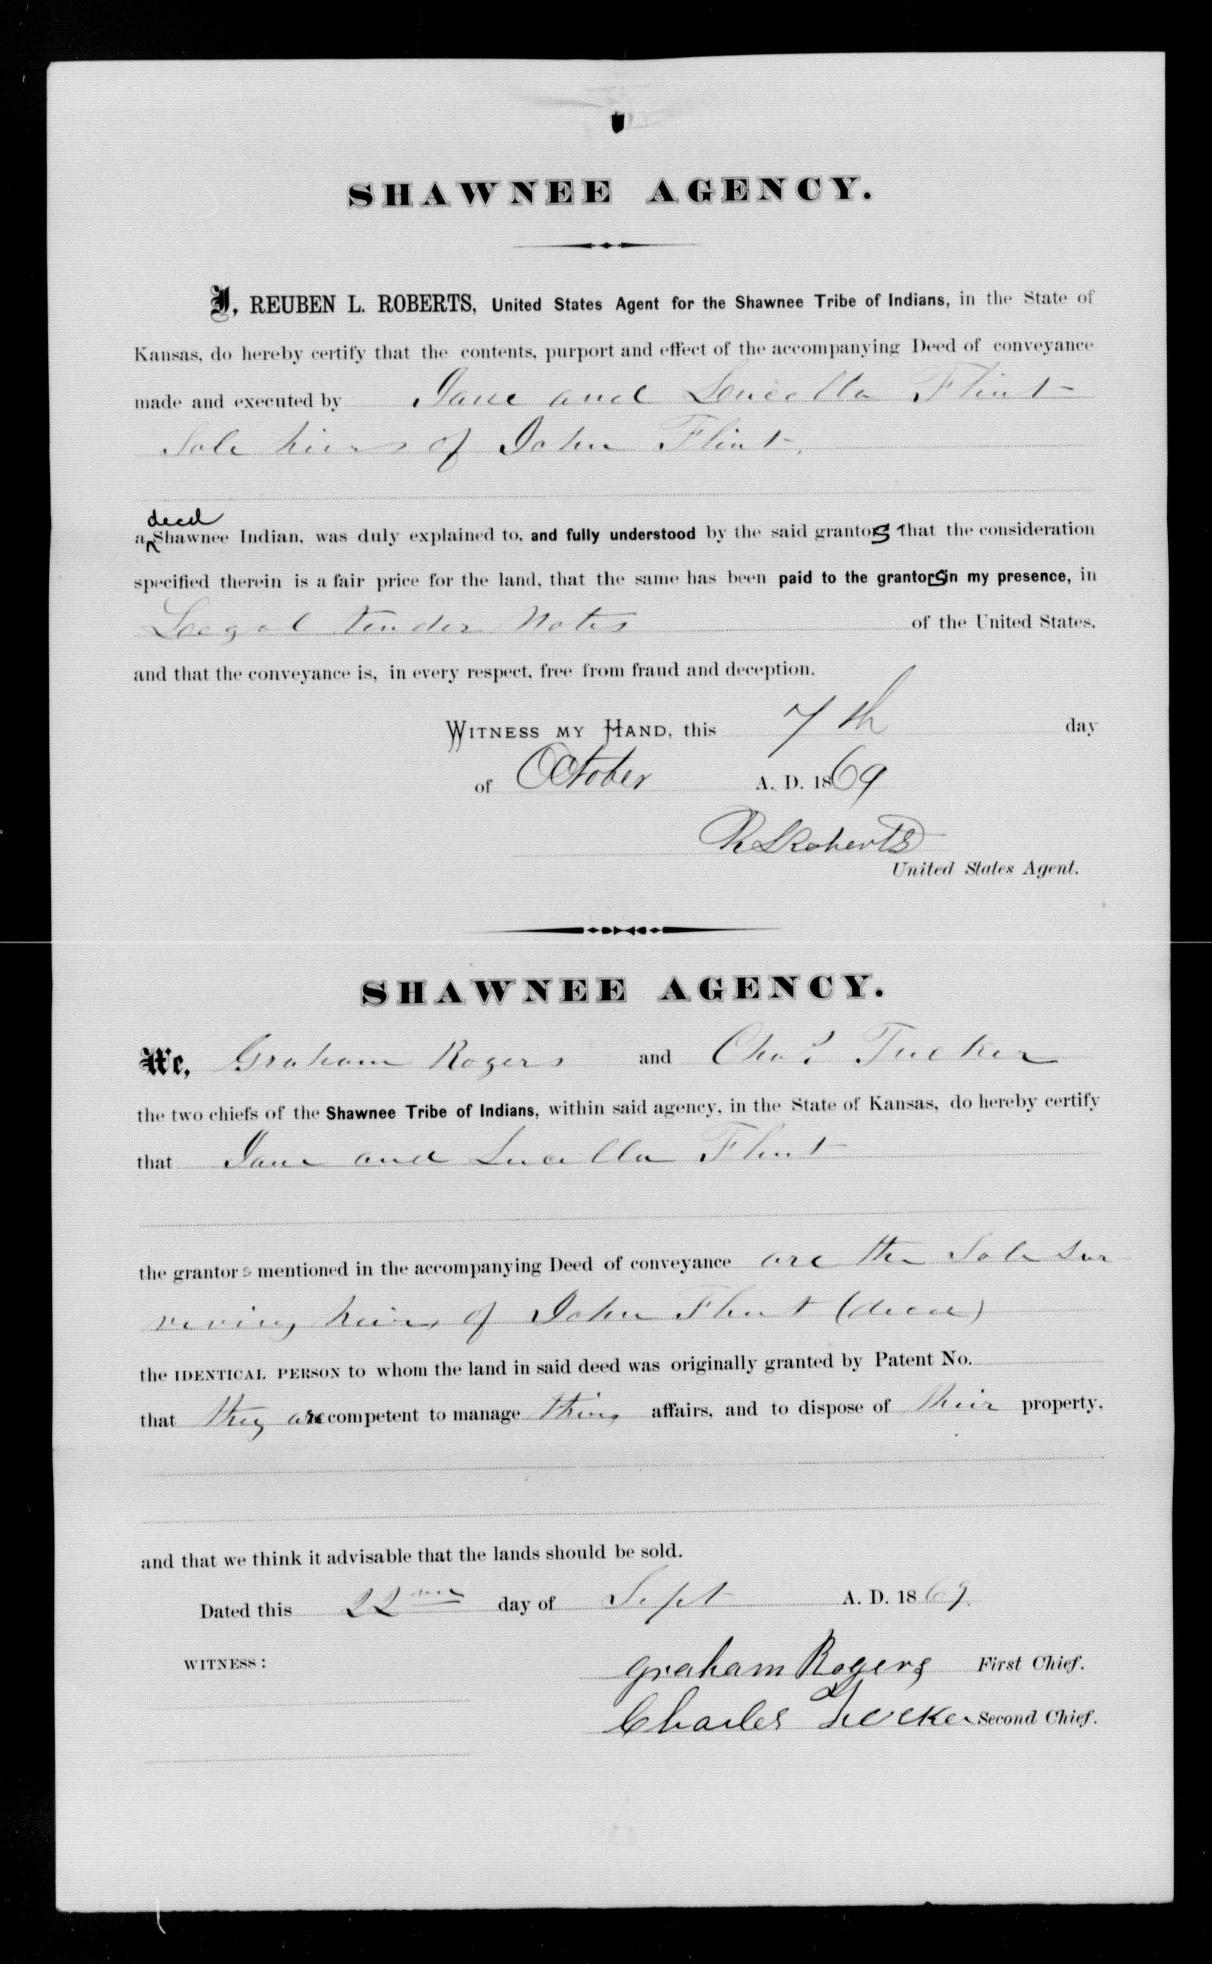 SHAWNEE AGENCY.
I, REUBEN L. ROBERTS, United States Agent for the Shawnee Tribe of Indians, in the State of
Kansas, do hereby certify that the contents, purport and effect of the accompanying Deed of conveyance
made and executed by Jane and Loucella Flint
Sole hiers of John Flint,
decd
a Shawnee Indian, was duly explained to, and fully understood by the said grantors that the consideration
specified therein is a fair price for the land, that the same has been paid to the grantors in my presence, in
Leegal tender Notes of the United States,
and that the conveyance is, in every respect, free from fraud and deception.
WITNESS MY HAND, this 7th day
of October A. D. 1869
R L Roberts
United States Agent.
SHAWNEE AGENCY.
We, Graham Rogers and Chas Tucker
the two chiefs of the Shawnee Tribe of Indians, within said agency, in the State of Kansas, do hereby certify
that Jane and Lucella Flint
the grantors mentioned in the accompanying Deed of conveyance are the Sole sur
viving heirs of John Flint (decd)
the IDENTICAL PERSON to whom the land in said deed was originally granted by Patent No.
that they are competent to manage affairs, and to dispose of their property,
and that we think it advisable that the lands should be sold.
Dated this 22nd day of Sept A. D. 1869.
WITNESS: Graham Rogers First Chief.
Charles Tucker Second Chief.